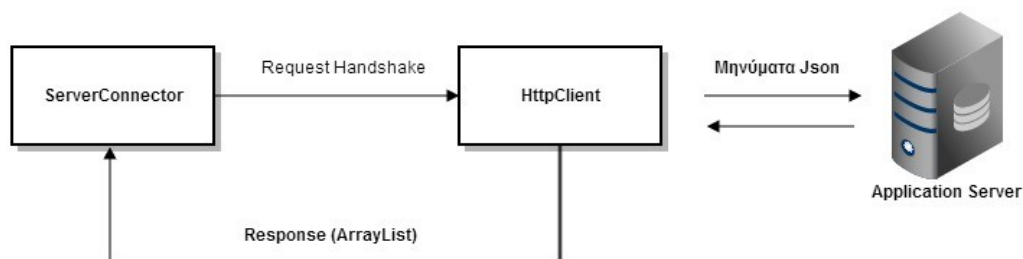 Request Handshake
Μηνύματα Json
ServerConnector
HttpClient
Application Server
Response (ArrayList)